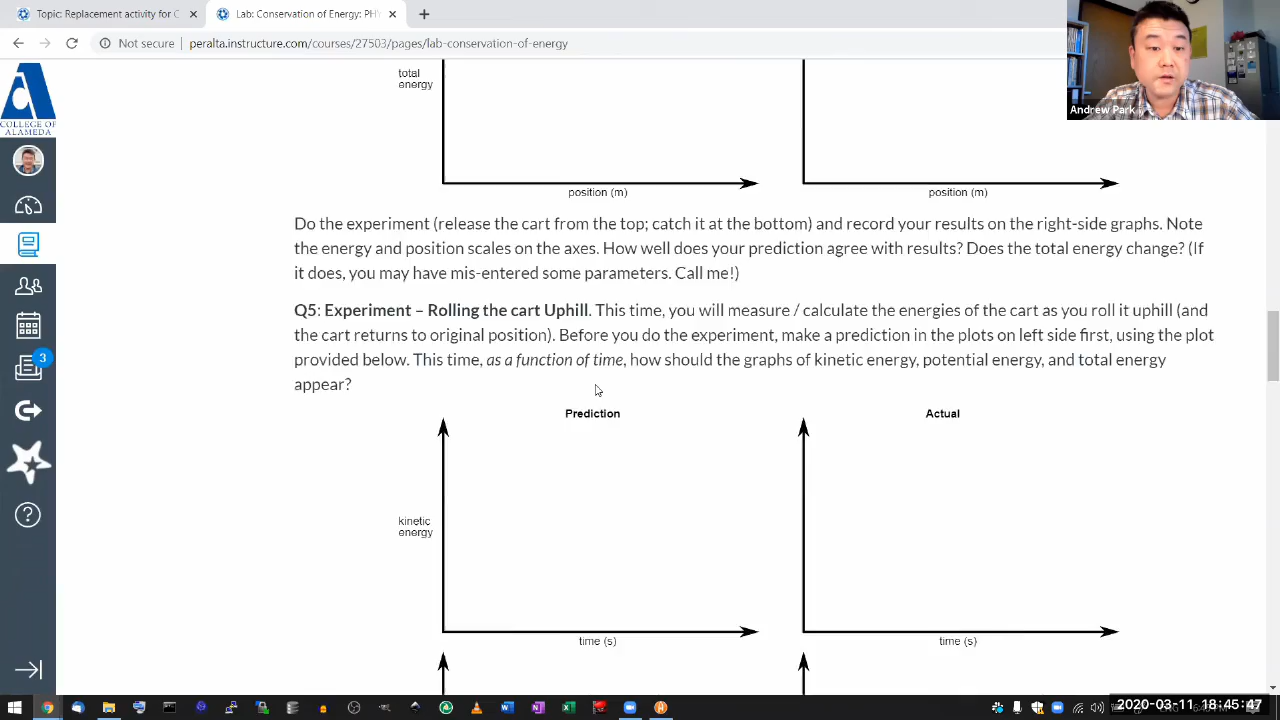 Topic: Replacement activity for C
Lab: Conservation of Energy: PHY
Not secure | peralta.instructure.com/courses/27503/pages/lab-conservation-of-energy
Andrew Park
COLLEGE OF
ALAMEDA
3
total
energy
position (m)
position (m)
Do the experiment (release the cart from the top; catch it at the bottom) and record your results on the right-side graphs. Note
the energy and position scales on the axes. How well does your prediction agree with results? Does the total energy change? (If
it does, you may have mis-entered some parameters. Call me!)
Q5: Experiment – Rolling the cart Uphill. This time, you will measure / calculate the energies of the cart as you roll it uphill (and
the cart returns to original position). Before you do the experiment, make a prediction in the plots on left side first, using the plot
provided below. This time, as a function of time, how should the graphs of kinetic energy, potential energy, and total energy
appear?
Prediction
Actual
kinetic
energy
time (s)
time (s)
2020-03-11 18:45:47